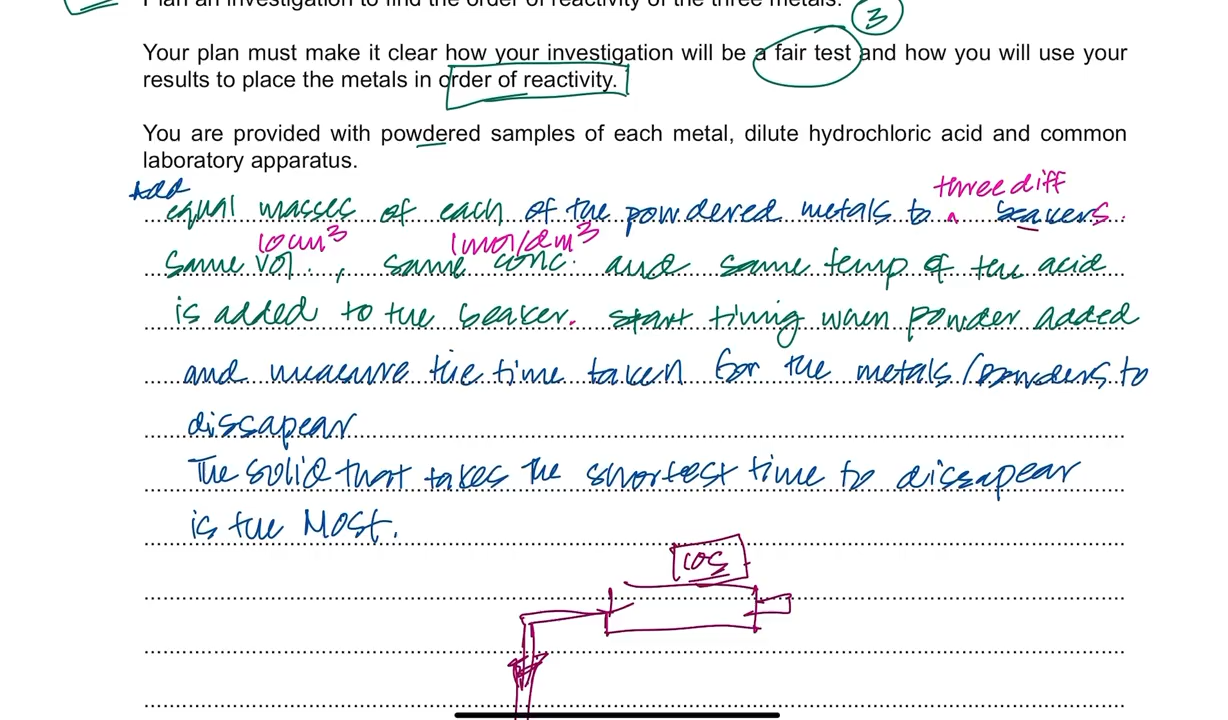 Plan an investigation to find the order of reactivity of the three metals.
3
Your plan must make it clear how your investigation will be a fair test and how you will use your
results to place the metals in order of reactivity.
You are provided with powdered samples of each metal, dilute hydrochloric acid and common
laboratory apparatus.
Add three diff
equal masses of each of the powdered metals to ^ beakers.
10cm³ 1mol/dm³
same vol., same conc. and same temp of the acid
is added to the beaker. start timing when powder added
and measure the time taken for the metals/powders to
dissapear
The solid that takes the shortest time to dissapear
is the Most.